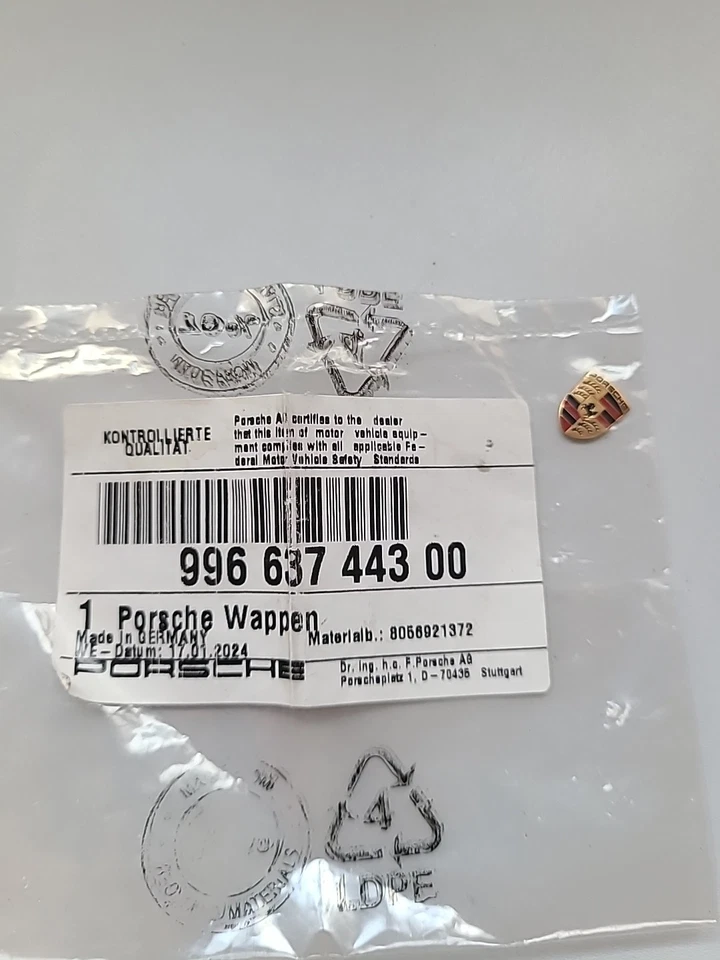 KONTROLLIERTE
QUALITAT
Porsche AG certifies to the dealer
that this item of motor vehicle equip-
ment complies with all applicable Fe-
deral Motor Vehicle Safety Standards
996 637 443 00
1 Porsche Wappen
Made in GERMANY
Materialb.: 8056921372
WE-Datum: 17.01.2024
PORSCHE
Dr. Ing. h.c. F.Porsche AG
Porscheplatz 1, D-70435 Stuttgart
PORSCHE
4
LDPE
MATERIALS